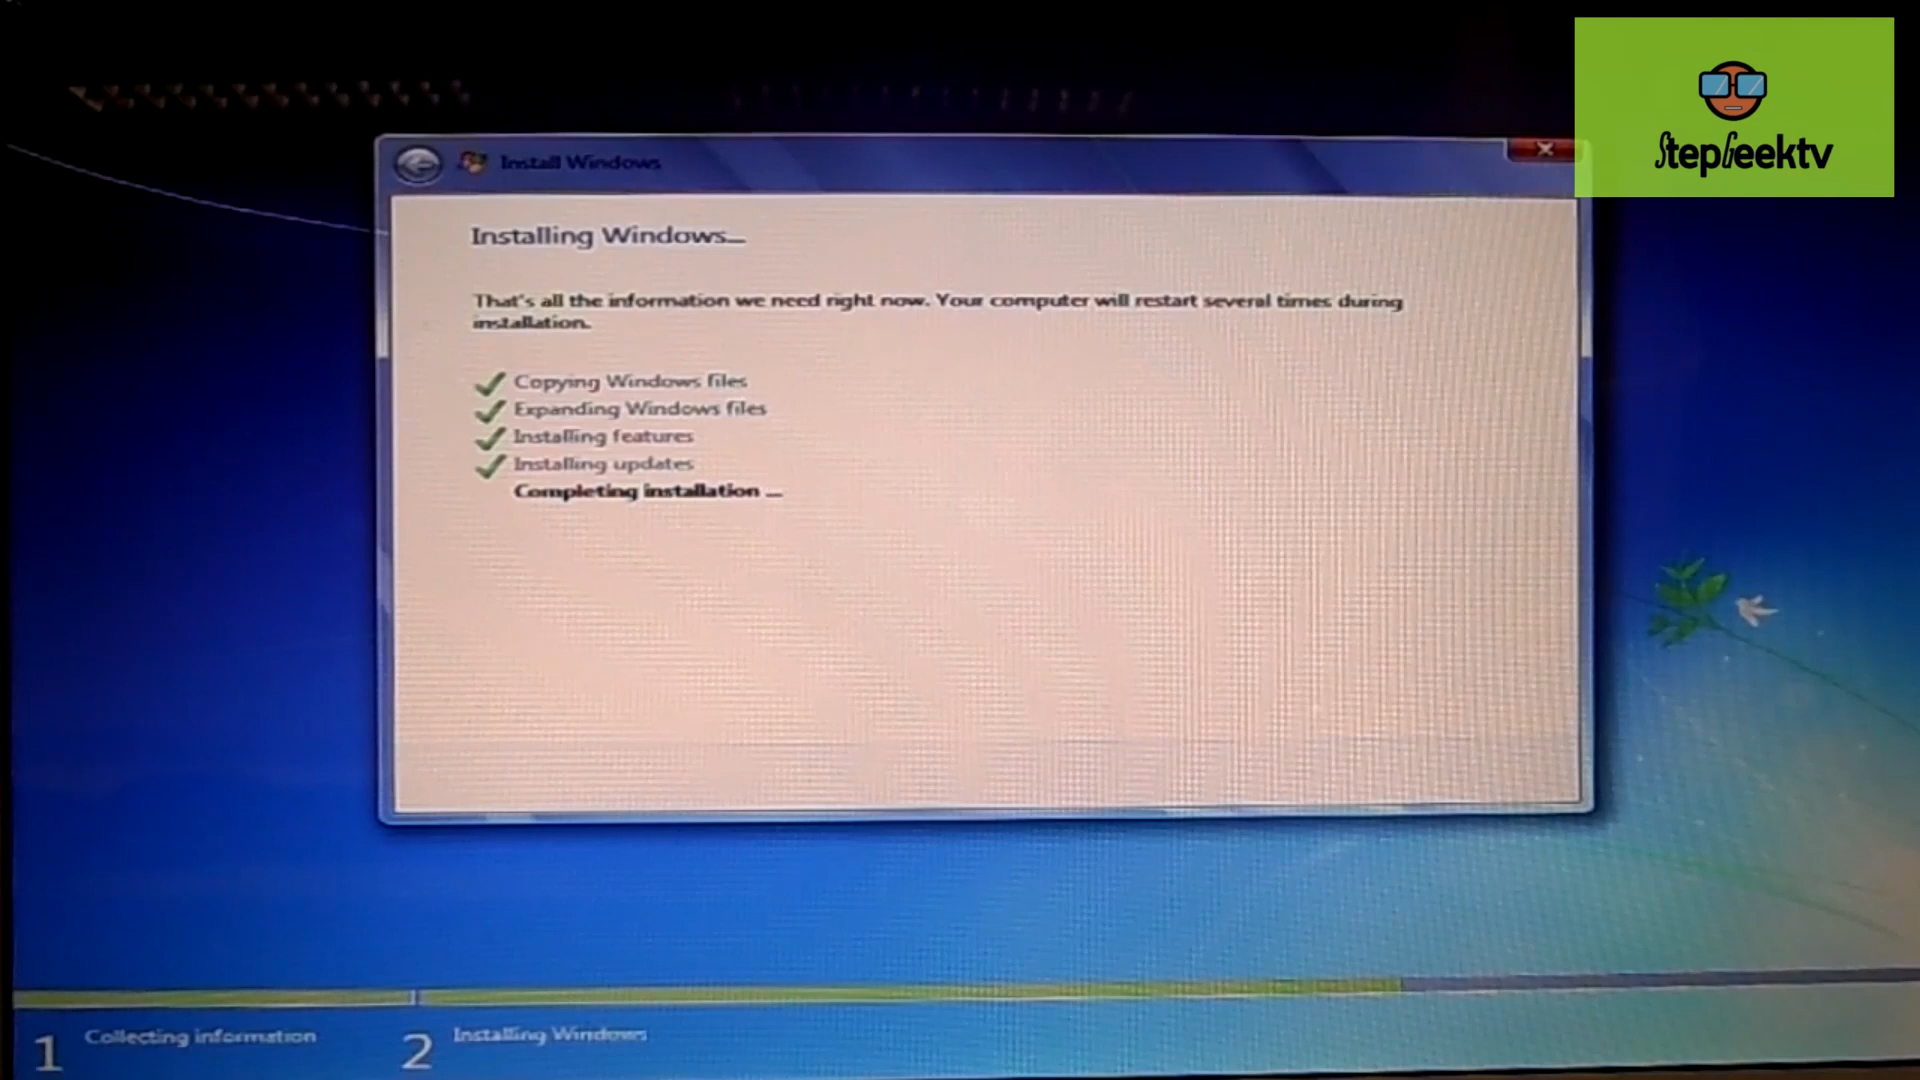 StepGeektv
Install Windows
Installing Windows...
That's all the information we need right now. Your computer will restart several times during
installation.
Copying Windows files
Expanding Windows files
Installing features
Installing updates
Completing installation ...
1 Collecting information
2 Installing Windows